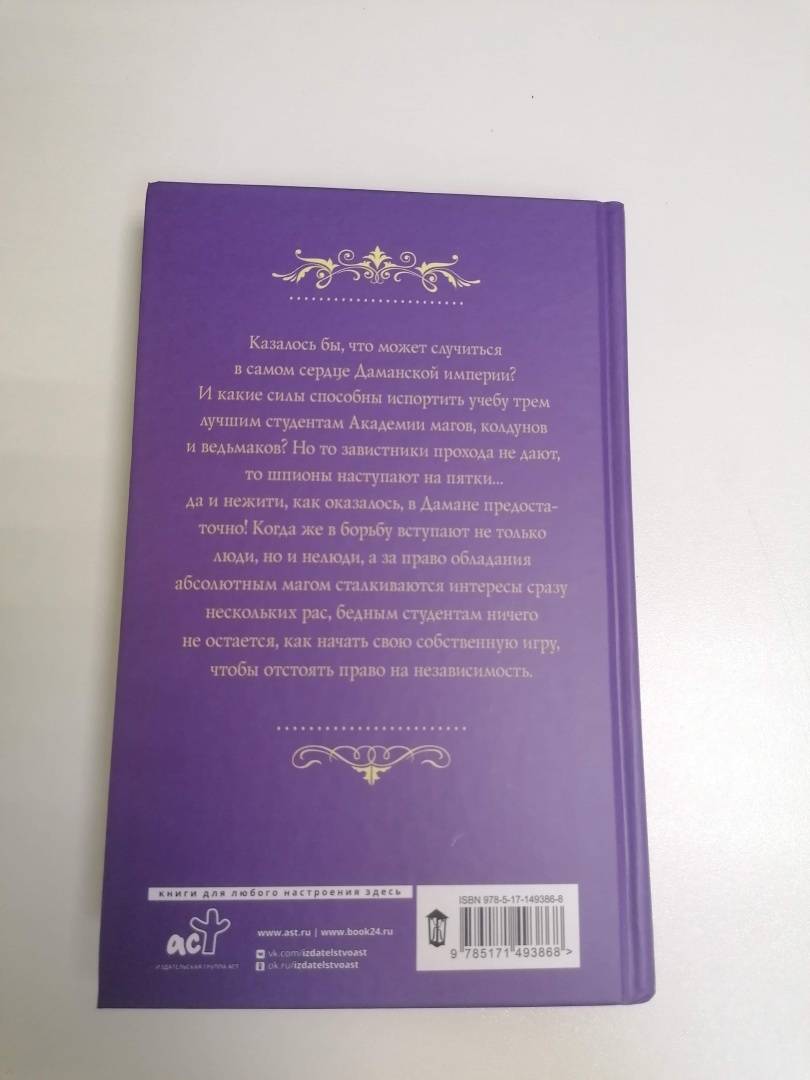 Казалось бы, что может случиться
в самом сердце Даманской империи?
И какие силы способны испортить учебу трем
лучшим студентам Академии магов, колдунов
и ведьмаков? Но то завистники прохода не дают,
то шпионы наступают на пятки...
да и нежити, как оказалось, в Дамане предоста-
точно! Когда же в борьбу вступают не только
люди, но и нелюди, а за право обладания
абсолютным магом сталкиваются интересы сразу
нескольких рас, бедным студентам ничего
не остается, как начать свою собственную игру,
чтобы отстоять право на независимость.
книги для любого настроения здесь
аст
ИЗДАТЕЛЬСКАЯ ГРУППА АСТ
www.ast.ru | www.book24.ru
vk.com/izdatelstvoast
ok.ru/izdatelstvoast
ISBN 978-5-17-149386-8
9 785171 493868>